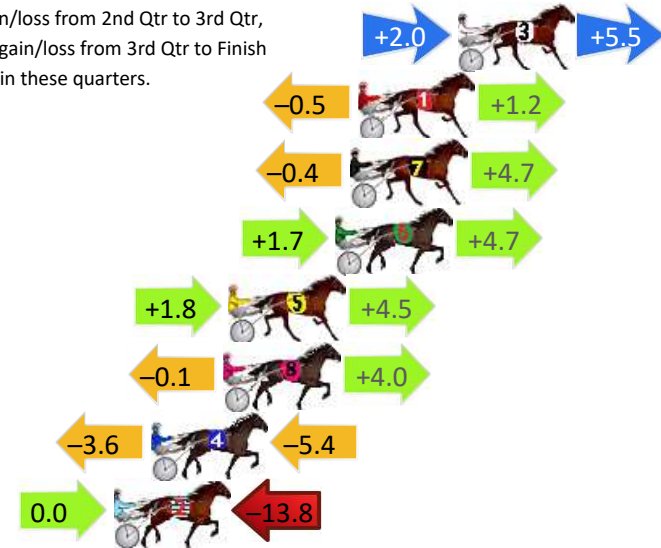 n/loss from 2nd Qtr to 3rd Qtr,
gain/loss from 3rd Qtr to Finish
in these quarters.
+2.0 3 +5.5
–0.5 1 +1.2
–0.4 7 +4.7
+1.7 6 +4.7
+1.8 5 +4.5
–0.1 8 +4.0
–3.6 4 –5.4
0.0 2 –13.8